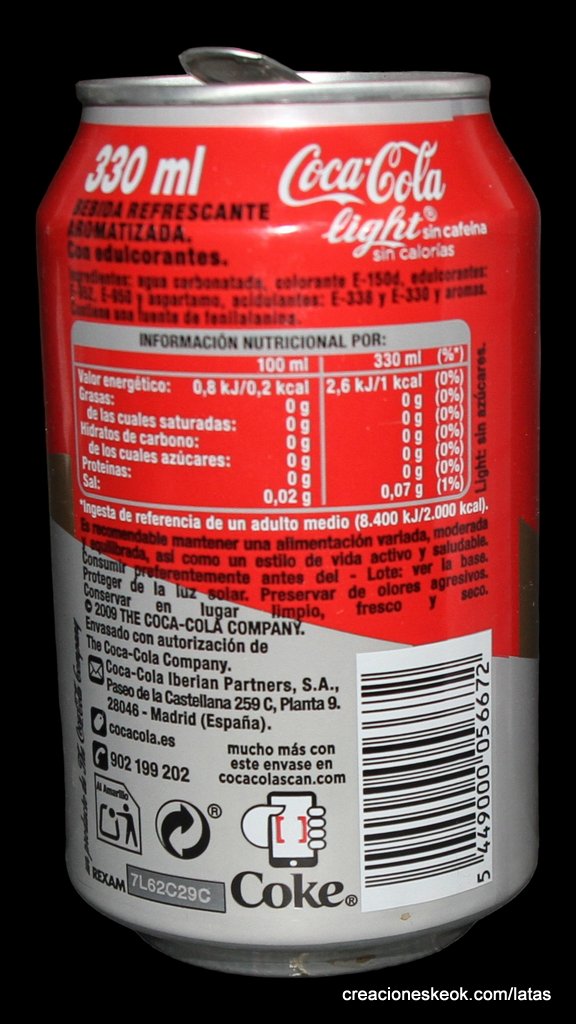 330 ml
Coca-Cola
light® sin cafeína
sin calorías
BEBIDA REFRESCANTE
AROMATIZADA.
Con edulcorantes.
Ingredientes: agua carbonatada, colorante E-150d, edulcorantes:
E-952, E-950 y aspartamo, acidulantes: E-338 y E-330 y aromas.
Contiene una fuente de fenilalanina.
INFORMACIÓN NUTRICIONAL POR:
100 ml 330 ml (%*)
Valor energético: 0,8 kJ/0,2 kcal 2,6 kJ/1 kcal (0%)
Grasas: 0 g 0 g (0%)
de las cuales saturadas: 0 g 0 g (0%)
Hidratos de carbono: 0 g 0 g (0%)
de los cuales azúcares: 0 g 0 g (0%)
Proteínas: 0 g 0 g (0%)
Sal: 0,02 g 0,07 g (1%)
Light: sin azúcares.
*Ingesta de referencia de un adulto medio (8.400 kJ/2.000 kcal).
Es recomendable mantener una alimentación variada, moderada
y equilibrada, así como un estilo de vida activo y saludable.
Consumir preferentemente antes del - Lote: ver la base.
Proteger de la luz solar. Preservar de olores agresivos.
Conservar en lugar limpio, fresco y seco.
© 2009 THE COCA-COLA COMPANY.
Envasado con autorización de
The Coca-Cola Company.
Coca-Cola Iberian Partners, S.A.,
Paseo de la Castellana 259 C, Planta 9.
28046 - Madrid (España).
cocacola.es
902 199 202
mucho más con
este envase en
cocacolascan.com
un producto de The Coca-Cola Company
Al Amarillo
®
[ ]
REXAM 7L62C29C
Coke®
5 449000 056672
creacioneskeok.com/latas